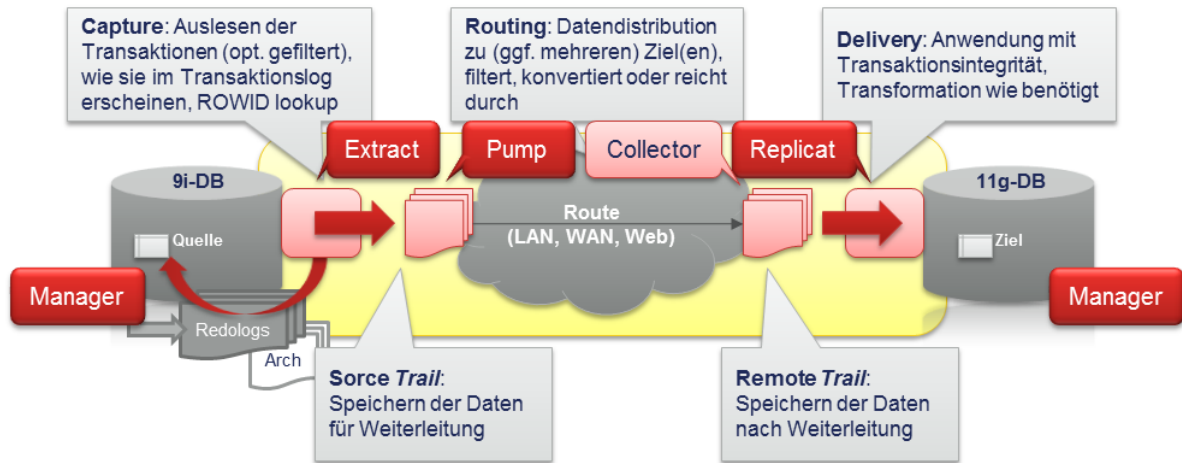 Capture: Auslesen der
Transaktionen (opt. gefiltert),
wie sie im Transaktionslog
erscheinen, ROWID lookup
Routing: Datendistribution
zu (ggf. mehreren) Ziel(en),
filtert, konvertiert oder reicht
durch
Delivery: Anwendung mit
Transaktionsintegrität,
Transformation wie benötigt
Extract
Pump
Collector
Replicat
9i-DB
11g-DB
Quelle
Route
(LAN, WAN, Web)
Ziel
Manager
Manager
Redologs
Arch
Sorce Trail:
Speichern der Daten
für Weiterleitung
Remote Trail:
Speichern der Daten
nach Weiterleitung